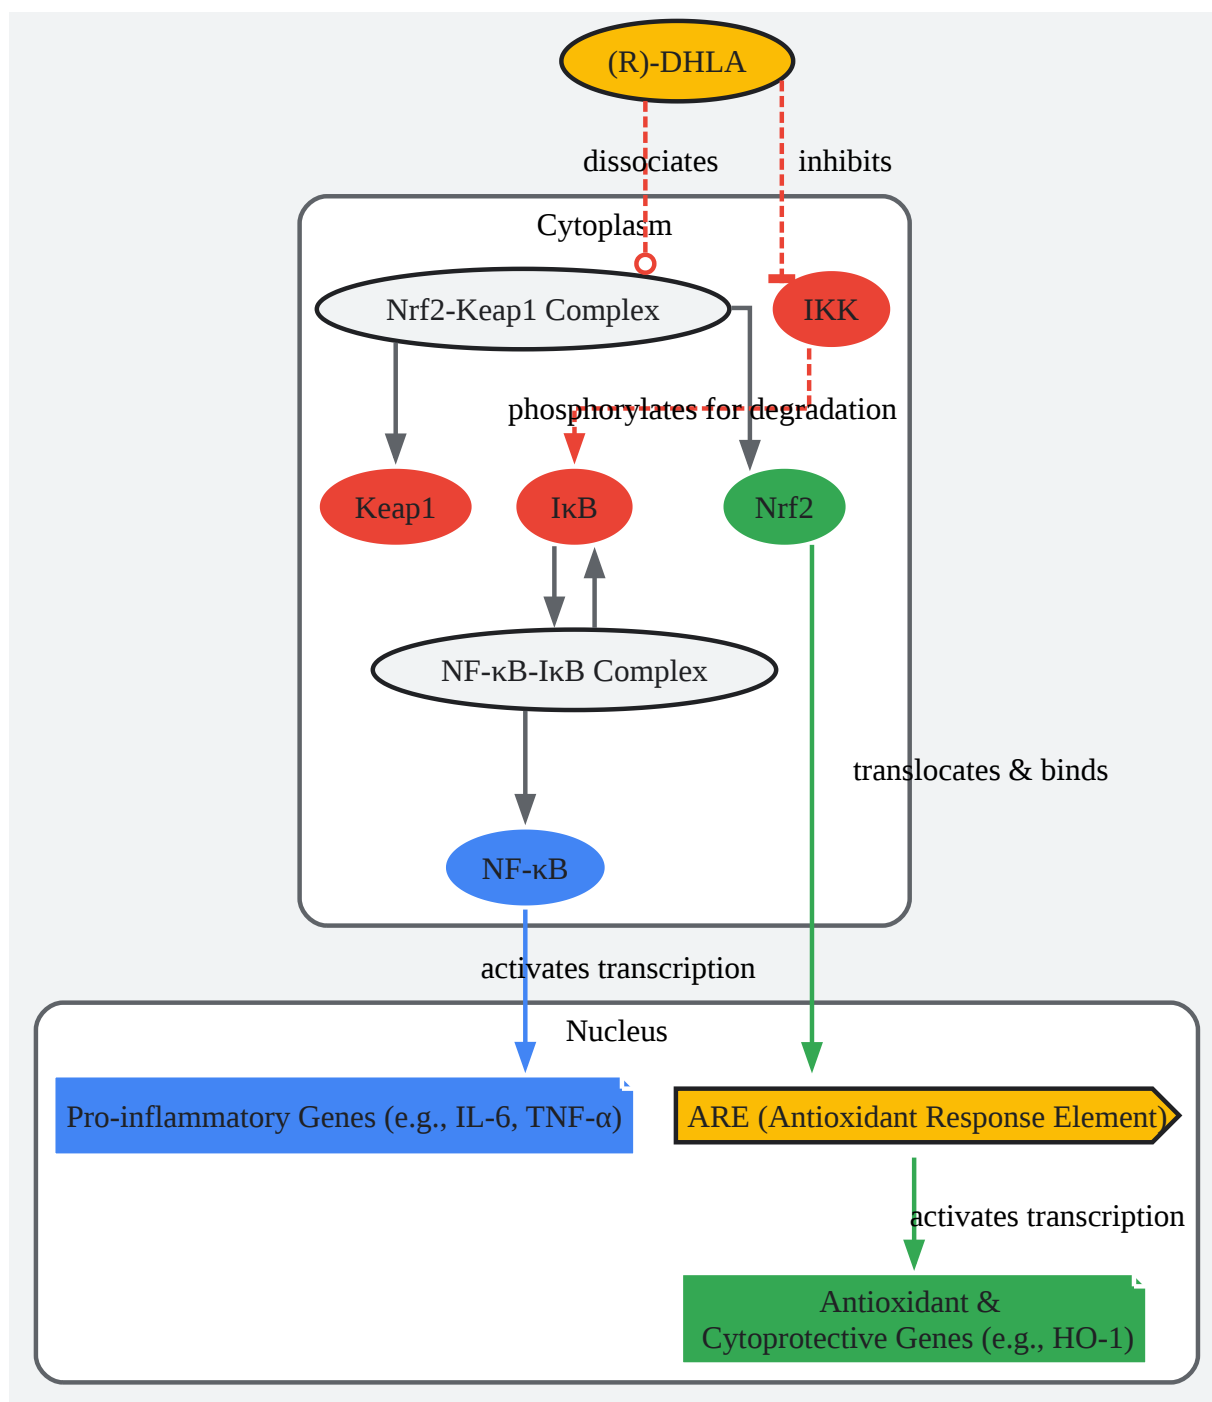 (R)-DHLA
dissociates
inhibits
Cytoplasm
Nrf2-Keap1 Complex
IKK
phosphorylates for degradation
Keap1
IκB
Nrf2
NF-κB-IκB Complex
translocates & binds
NF-κB
activates transcription
Nucleus
Pro-inflammatory Genes (e.g., IL-6, TNF-α)
ARE (Antioxidant Response Element)
activates transcription
Antioxidant &
Cytoprotective Genes (e.g., HO-1)